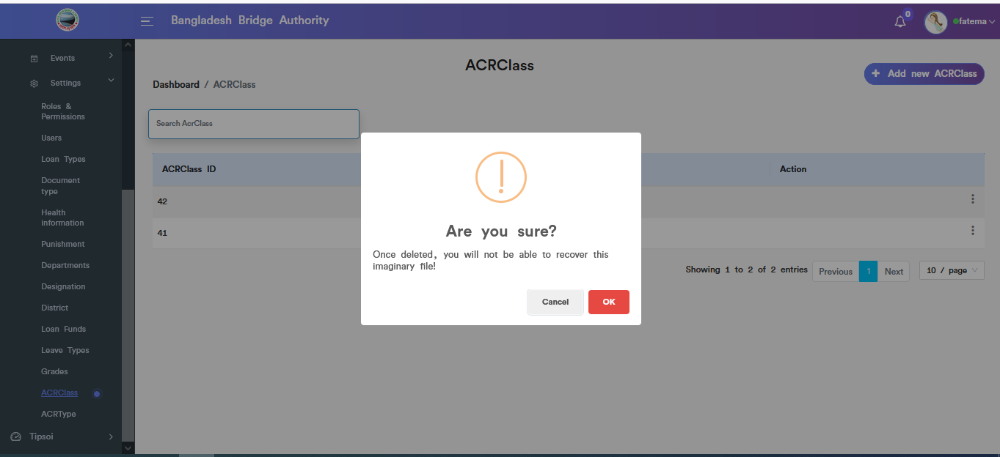 Bangladesh Bridge Authority
0
fatema
Events
Settings
Roles &
Permissions
Users
Loan Types
Document
type
Health
information
Punishment
Departments
Designation
District
Loan Funds
Leave Types
Grades
ACRClass
ACRType
Tipsoi
ACRClass
Dashboard / ACRClass
+ Add new ACRClass
Search AcrClass
ACRClass ID
Action
42
41
Showing 1 to 2 of 2 entries
Previous
1
Next
10 / page
Are you sure?
Once deleted, you will not be able to recover this
imaginary file!
Cancel
OK